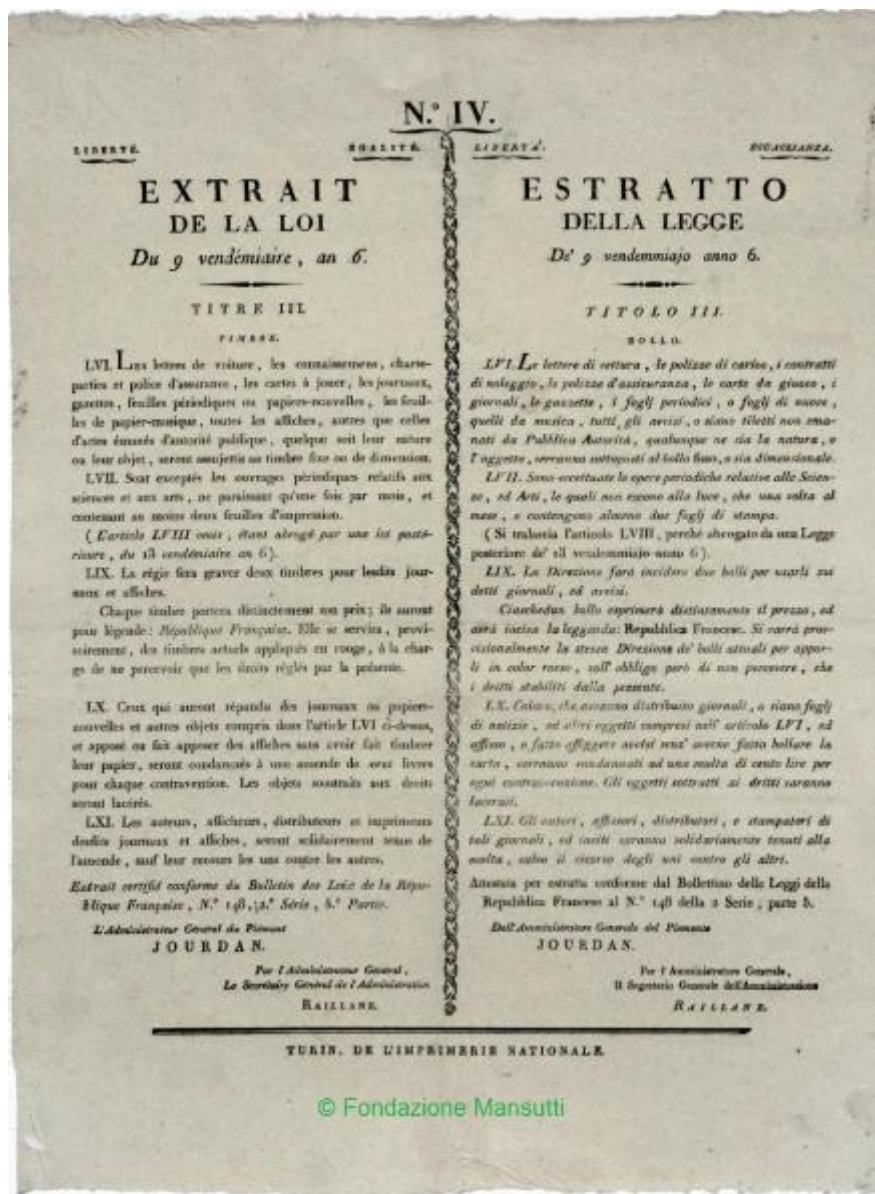 N.º IV.
LIBERTÉ. EGALITÉ.
EXTRAIT
DE LA LOI
Du 9 vendémiaire, an 6.
TITRE III.
TIMBRE.
LVI. Les lettres de voiture, les connaissemens, charte-
parties et police d'assurance, les cartes à jouer, les journaux,
gazettes, feuilles périodiques ou papiers-nouvelles, les feuil-
les de papier-musique, toutes les affiches, autres que celles
d'actes émanés d'autorité publique, quelque soit leur nature
ou leur objet, seront assujettis au timbre fixe ou de dimension.
LVII. Sont exceptés les ouvrages périodiques relatifs aux
sciences et aux arts, ne paraissant qu'une fois par mois, et
contenant au moins deux feuilles d'impression.
(L'article LVIII omis, étant abrogé par une loi posté-
rieure, du 13 vendémiaire an 6).
LIX. La régie fera graver deux timbres pour lesdits jour-
naux et affiches.
Chaque timbre portera distinctement son prix; ils auront
pour légende: République Française. Elle se servira, provi-
soirement, des timbres actuels appliqués en rouge, à la char-
ge de ne percevoir que les droits réglés par la présente.
LX. Ceux qui auront répandu des journaux ou papiers-
nouvelles et autres objets compris dans l'article LVI ci-dessus,
et apposé ou fait apposer des affiches sans avoir fait timbrer
leur papier, seront condamnés à une amende de cent livres
pour chaque contravention. Les objets soustraits aux droits
seront lacérés.
LXI. Les auteurs, afficheurs, distributeurs et imprimeurs
desdits journaux et affiches, seront solidairement tenus de
l'amende, sauf leur recours les uns contre les autres.
Extrait certifié conforme du Bulletin des Loix de la Répu-
blique Française, N.º 148, 2.e Série, 5.e Partie.
L'Administrateur Général du Piémont
JOURDAN.
Par l'Administrateur Général,
Le Secrétaire Général de l'Administration
RAILLANE.
LIBERTA'. EGUAGLIANZA.
ESTRATTO
DELLA LEGGE
De' 9 vendemmiajo anno 6.
TITOLO III.
BOLLO.
LVI. Le lettere di vettura, le polizze di carico, i contratti
di noleggio, le polizze d'assicuranza, le carte da giuoco, i
giornali, le gazzette, i foglj periodici, o foglj di nuove,
quelli da musica, tutti gli avvisi, o siano tiletti non ema-
nati da Pubblica Autorità, qualunque ne sia la natura, e
l'oggetto, verranno sottoposti al bollo fisso, o sia dimensionale.
LVII. Sono eccettuate le opere periodiche relative alle Scien-
ze, ed Arti, le quali non escono alla luce, che una volta al
mese, e contengono almeno due foglj di stampa.
(Si tralascia l'articolo LVIII, perchè abrogato da una Legge
posteriore de' 13 vendemmiajo anno 6).
LIX. La Direzione farà incidere due bolli per usarli sui
detti giornali, ed avvisi.
Ciaschedun bollo esprimerà distintamente il prezzo, ed
avrà incisa la leggenda: Repubblica Francese. Si varrà prov-
visionalmente la stessa Direzione de' bolli attuali per appor-
li in color rosso, sott' obbligo però di non percevere, che
i dritti stabiliti dalla presente.
LX. Coloro, che avranno distribuito giornali, o siano foglj
di notizie, ed altri oggetti compresi nell' articolo LVI, ed
affisso, o fatto affiggere avvisi senz' averne fatto bollare la
carta, verranno condannati ad una multa di cento lire per
ogni contravvenzione. Gli oggetti sottratti ai dritti saranno
lacerati.
LXI. Gli autori, affissori, distributori, e stampatori di
tali giornali, ed inviti saranno solidariamente tenuti alla
multa, salvo il ricorso degli uni contro gli altri.
Attestata per estratta conforme dal Bollettino delle Leggi della
Repubblica Francese al N.º 148 della 2 Serie, parte 5.
Dall'Amministratore Generale del Piemonte
JOURDAN.
Per l'Amministratore Generale,
Il Segretario Generale dell'Amministrazione
RAILLANE.
TURIN, DE L'IMPRIMERIE NATIONALE.
© Fondazione Mansutti